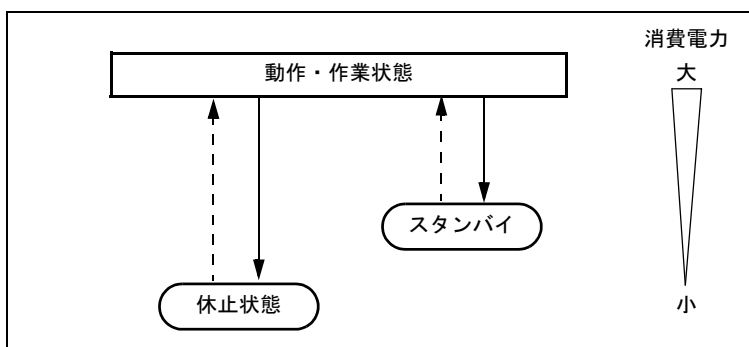 消費電力
大
動作・作業状態
スタンバイ
休止状態
小